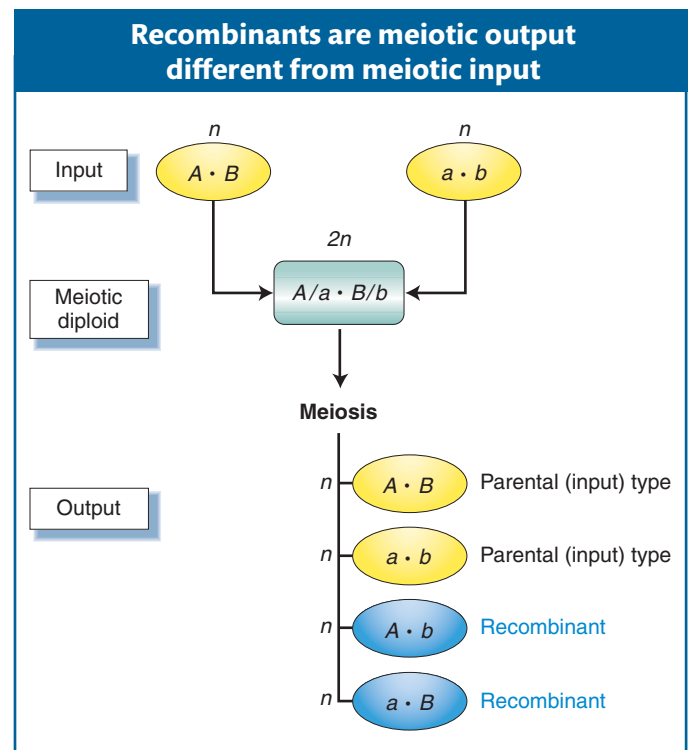 Recombinants are meiotic output
different from meiotic input
n n
Input
A • B a • b
2n
Meiotic
diploid
A/a • B/b
Meiosis
Output
n A • B Parental (input) type
n a • b Parental (input) type
n A • b Recombinant
n a • B Recombinant